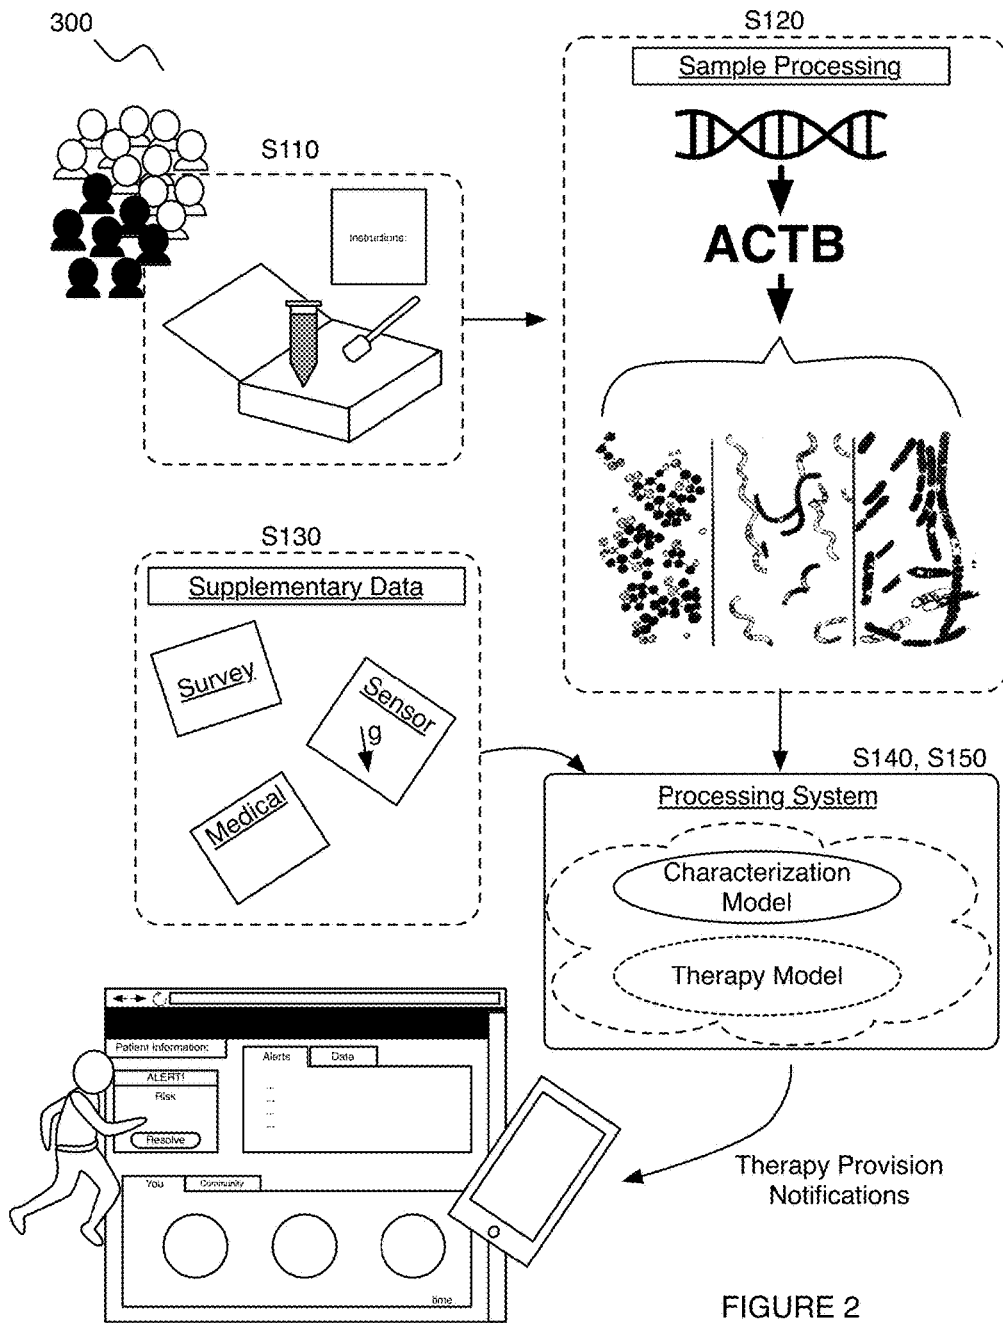 300
S110
Instructions:
S120
Sample Processing
ACTB
S130
Supplementary Data
Survey
Sensor
g
Medical
S140, S150
Processing System
Characterization
Model
Therapy Model
Patient Information:
ALERT!
Risk
Resolve
Alerts
Data
...
...
...
...
You
Community
time
Therapy Provision
Notifications
FIGURE 2